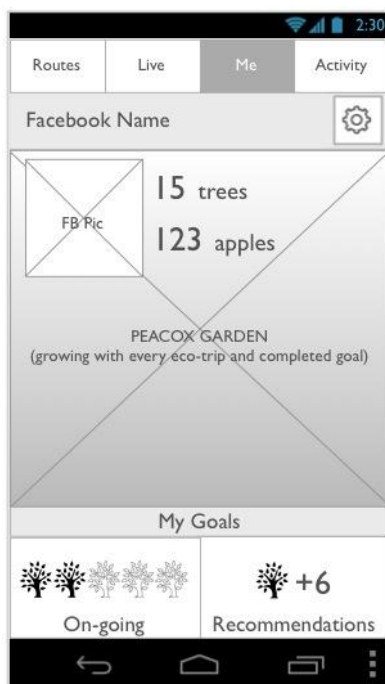 2:30
Routes Live Me Activity
Facebook Name
FB Pic
15 trees
123 apples
PEACOX GARDEN
(growing with every eco-trip and completed goal)
My Goals
+6
On-going Recommendations